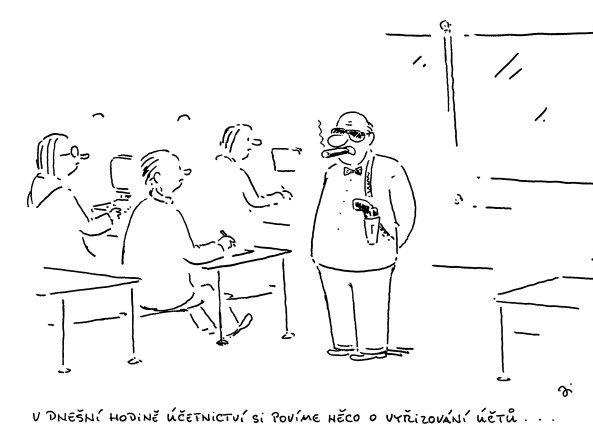 V DNEŠNÍ HODINĚ ÚČETNICTVÍ SI POVÍME NĚCO O VYŘIZOVÁNÍ ÚČTŮ . . .